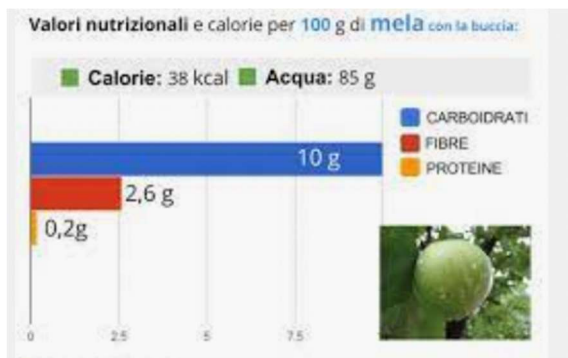 Valori nutrizionali e calorie per 100 g di mela con la buccia:
Calorie: 38 kcal Acqua: 85 g
CARBOIDRATI
FIBRE
PROTEINE
10 g
2,6 g
0,2g
0 2.5 5 7.5